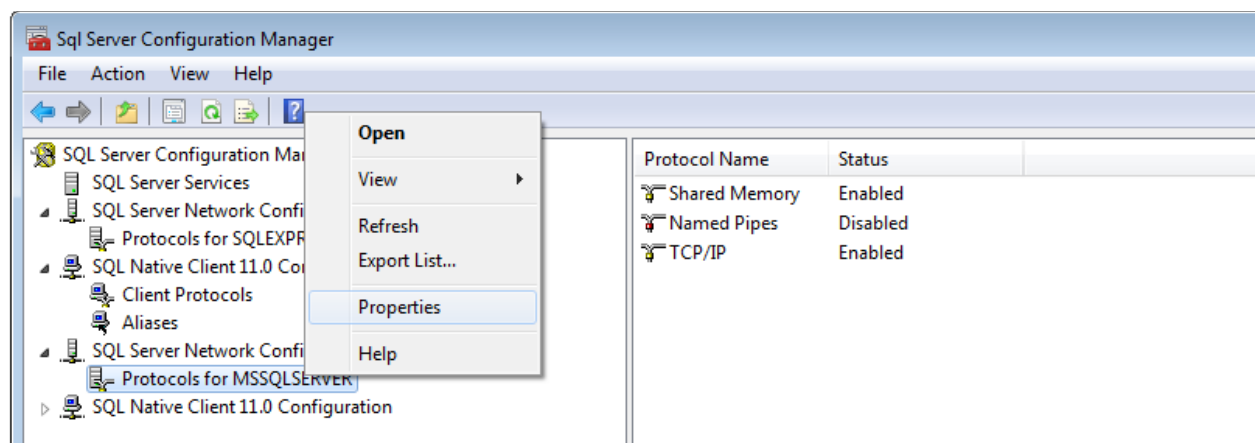 Sql Server Configuration Manager
File Action View Help
Open
View
Refresh
Export List...
Properties
Help
SQL Server Configuration Ma
SQL Server Services
SQL Server Network Confi
Protocols for SQLEXPR
SQL Native Client 11.0 Co
Client Protocols
Aliases
SQL Server Network Confi
Protocols for MSSQLSERVER
SQL Native Client 11.0 Configuration
Protocol Name Status
Shared Memory Enabled
Named Pipes Disabled
TCP/IP Enabled